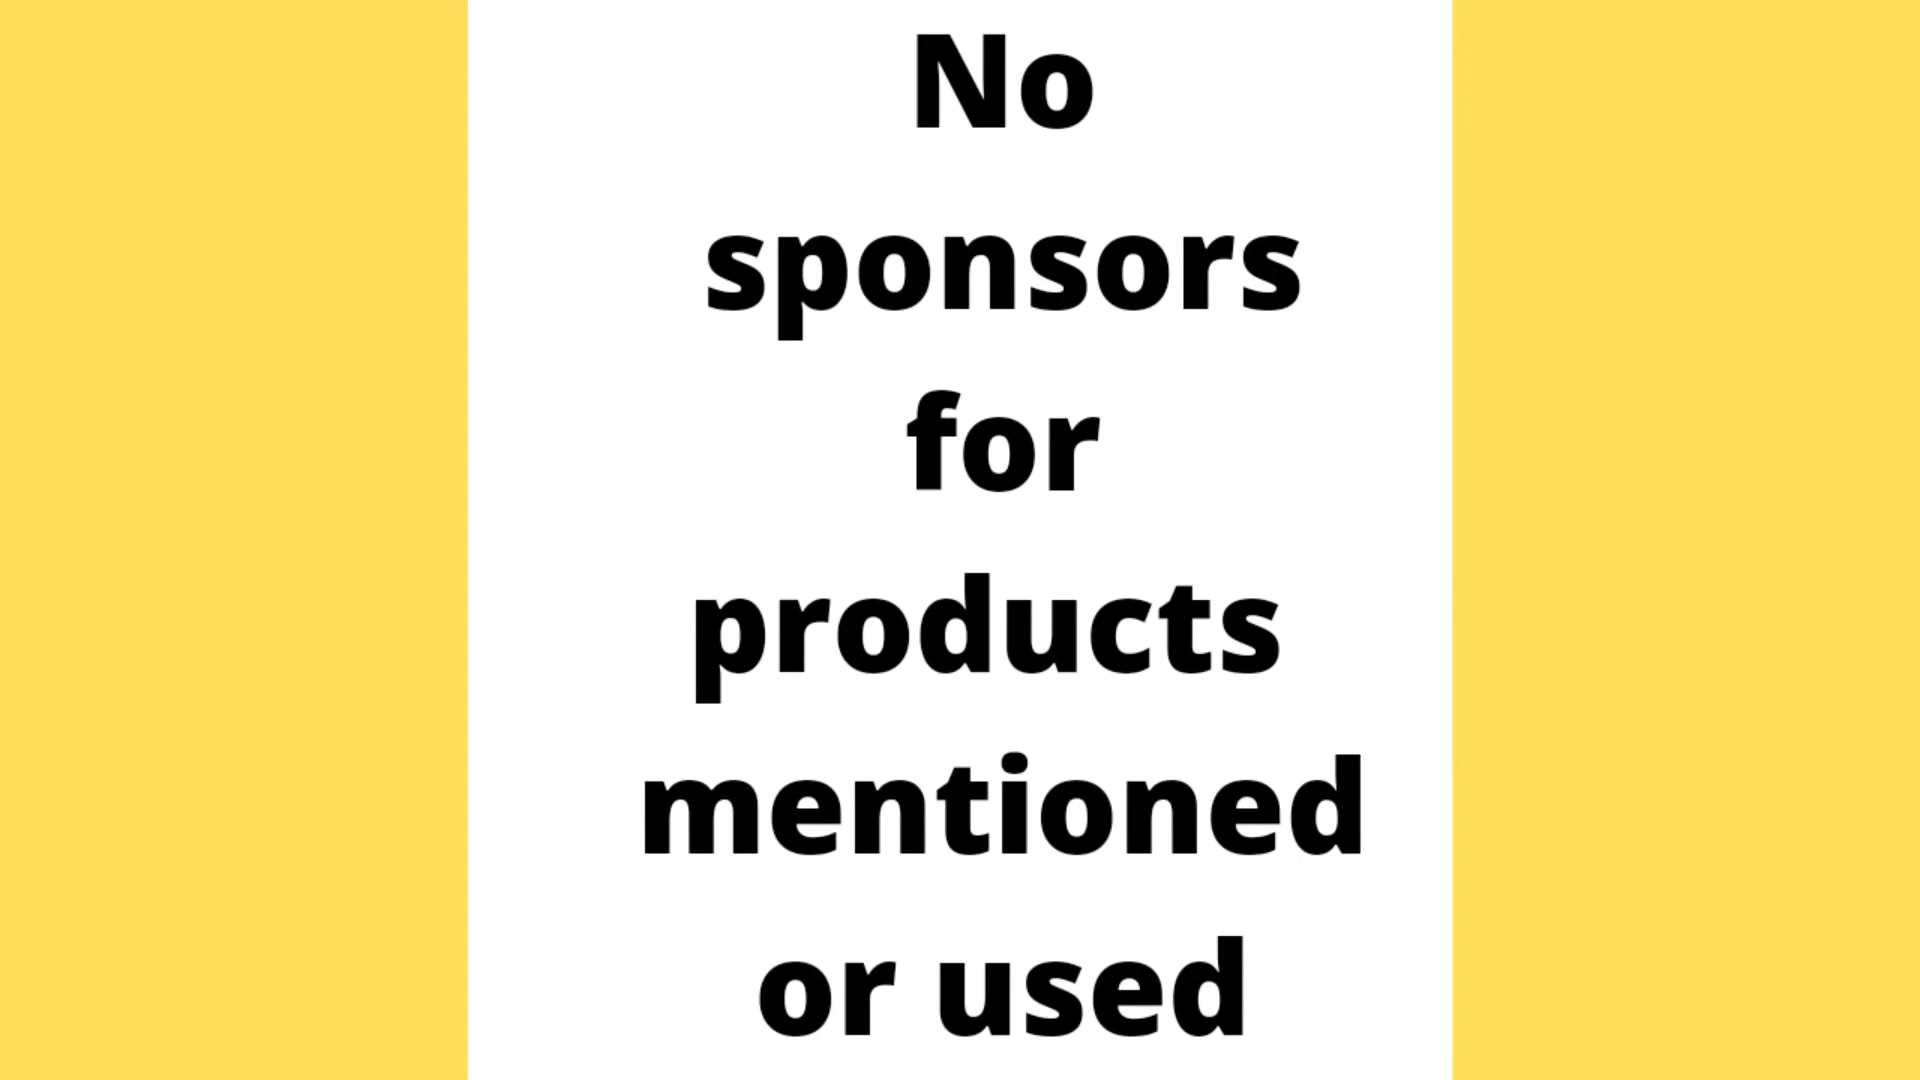 No
sponsors
for
products
mentioned
or used